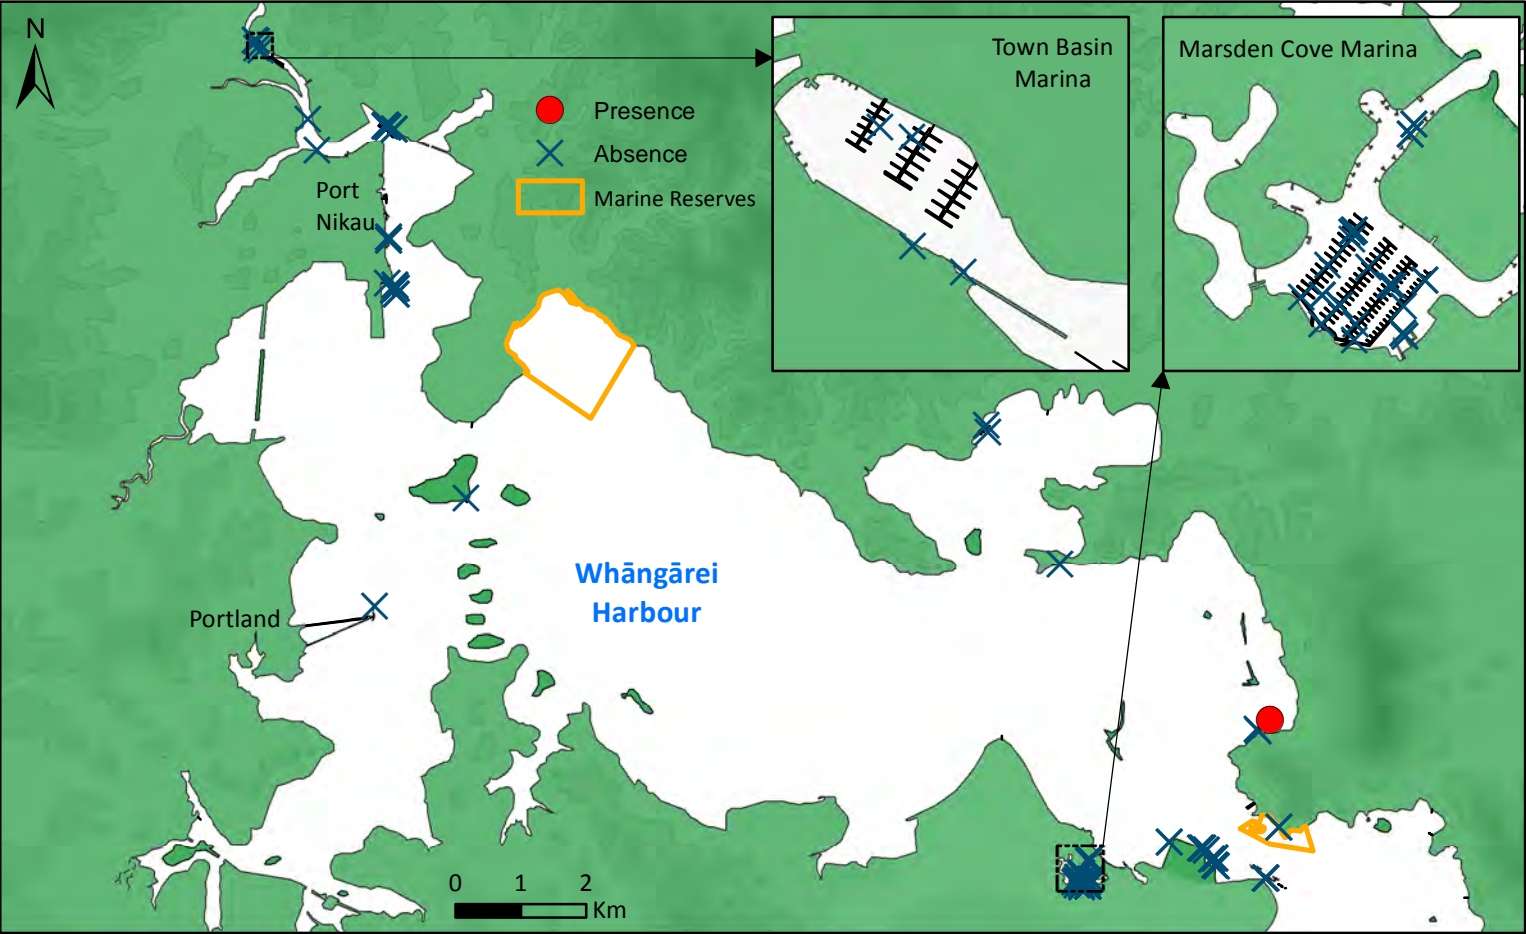 N
Town Basin
Marina
Marsden Cove Marina
Presence
Absence
Marine Reserves
Port
Nikau
Whāngārei
Harbour
Portland
0 1 2
Km